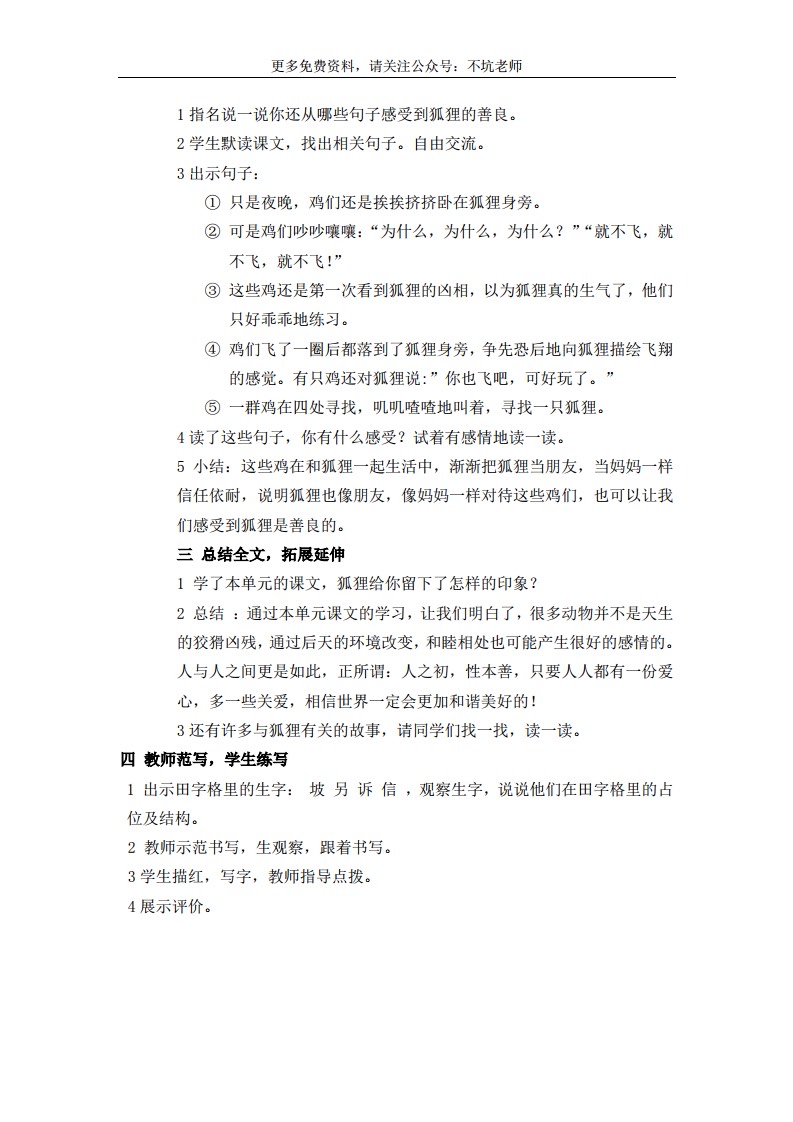 更多免费资料，请关注公众号：不坑老师
1 指名说一说你还从哪些句子感受到狐狸的善良。
2 学生默读课文，找出相关句子。自由交流。
3 出示句子：
① 只是夜晚，鸡们还是挨挨挤挤卧在狐狸身旁。
② 可是鸡们吵吵嚷嚷：“为什么，为什么，为什么？”“就不飞，就
不飞，就不飞！”
③ 这些鸡还是第一次看到狐狸的凶相，以为狐狸真的生气了，他们
只好乖乖地练习。
④ 鸡们飞了一圈后都落到了狐狸身旁，争先恐后地向狐狸描绘飞翔
的感觉。有只鸡还对狐狸说：”你也飞吧，可好玩了。”
⑤ 一群鸡在四处寻找，叽叽喳喳地叫着，寻找一只狐狸。
4 读了这些句子，你有什么感受？试着有感情地读一读。
5 小结：这些鸡在和狐狸一起生活中，渐渐把狐狸当朋友，当妈妈一样
信任依耐，说明狐狸也像朋友，像妈妈一样对待这些鸡们，也可以让我
们感受到狐狸是善良的。
三 总结全文，拓展延伸
1 学了本单元的课文，狐狸给你留下了怎样的印象？
2 总结 ：通过本单元课文的学习，让我们明白了，很多动物并不是天生
的狡猾凶残，通过后天的环境改变，和睦相处也可能产生很好的感情的。
人与人之间更是如此，正所谓：人之初，性本善，只要人人都有一份爱
心，多一些关爱，相信世界一定会更加和谐美好的！
3 还有许多与狐狸有关的故事，请同学们找一找，读一读。
四 教师范写，学生练写
1 出示田字格里的生字： 坡 另 诉 信 ，观察生字，说说他们在田字格里的占
位及结构。
2 教师示范书写，生观察，跟着书写。
3 学生描红，写字，教师指导点拨。
4 展示评价。